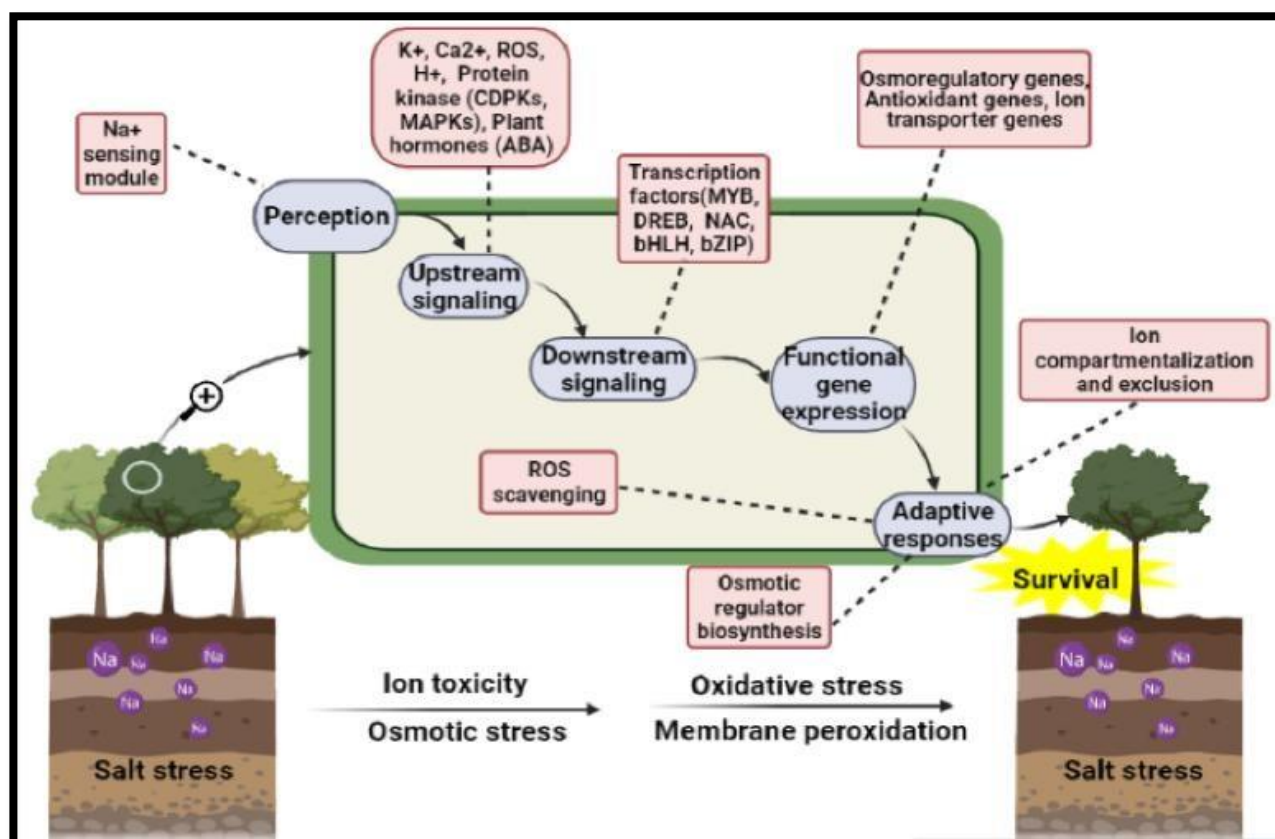 K+, Ca2+, ROS,
H+, Protein
kinase (CDPKs,
MAPKs), Plant
hormones (ABA)
Osmoregulatory genes,
Antioxidant genes, Ion
transporter genes
Na+
sensing
module
Transcription
factors(MYB,
DREB, NAC,
bHLH, bZIP)
Perception
Upstream
signaling
Downstream
signaling
Functional
gene
expression
Ion
compartmentalization
and exclusion
ROS
scavenging
Adaptive
responses
Osmotic
regulator
biosynthesis
Survival
Na
Na
Na
Na
Na
Na
Na
Salt stress
Ion toxicity
Osmotic stress
Oxidative stress
Membrane peroxidation
Na
Na
Na
Na
Na
Na
Na
Salt stress